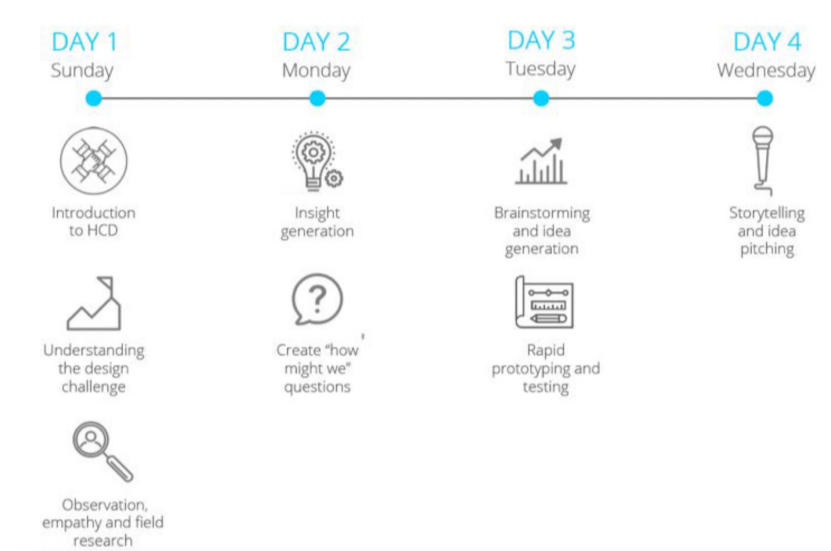 DAY 1
Sunday
DAY 2
Monday
DAY 3
Tuesday
DAY 4
Wednesday
Introduction
to HCD
Insight
generation
Brainstorming
and idea
generation
Storytelling
and idea
pitching
Understanding
the design
challenge
Create “how
might we”
questions
?
Rapid
prototyping and
testing
Observation,
empathy and field
research